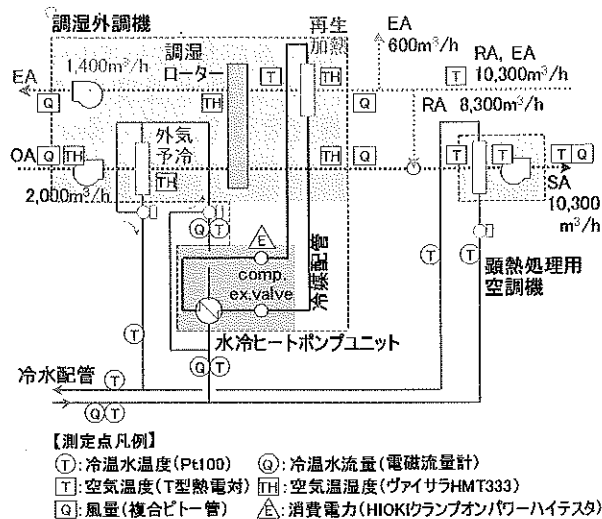 調湿外調機
再生
加熱
EA
600m³/h
調湿
ローター
1,400m³/h
T
RA, EA
10,300m³/h
T
EA
Q
TH
TH
Q
RA 8,300m³/h
外気
予冷
OA
Q
TH
TH
TH
Q
T
T
T
Q
2,000m³/h
SA
10,300
m³/h
Q
T
E
comp.
ex.valve
冷媒配管
T
T
顕熱処理用
空調機
T
水冷ヒートポンプユニット
Q
T
冷水配管
T
Q
T
【測定点凡例】
T:冷温水温度(Pt100) Q:冷温水流量(電磁流量計)
T:空気温度(T型熱電対) TH:空気温湿度(ヴァイサラHMT333)
Q:風量(複合ピトー管) E:消費電力(HIOKIクランプオンパワーハイテスタ)